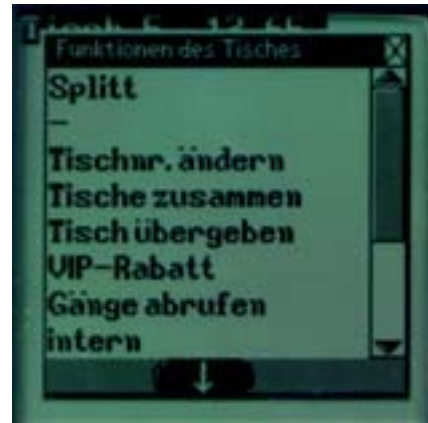 Funktionen des Tisches
Splitt
–
Tischnr. ändern
Tische zusammen
Tisch übergeben
VIP-Rabatt
Gänge abrufen
intern